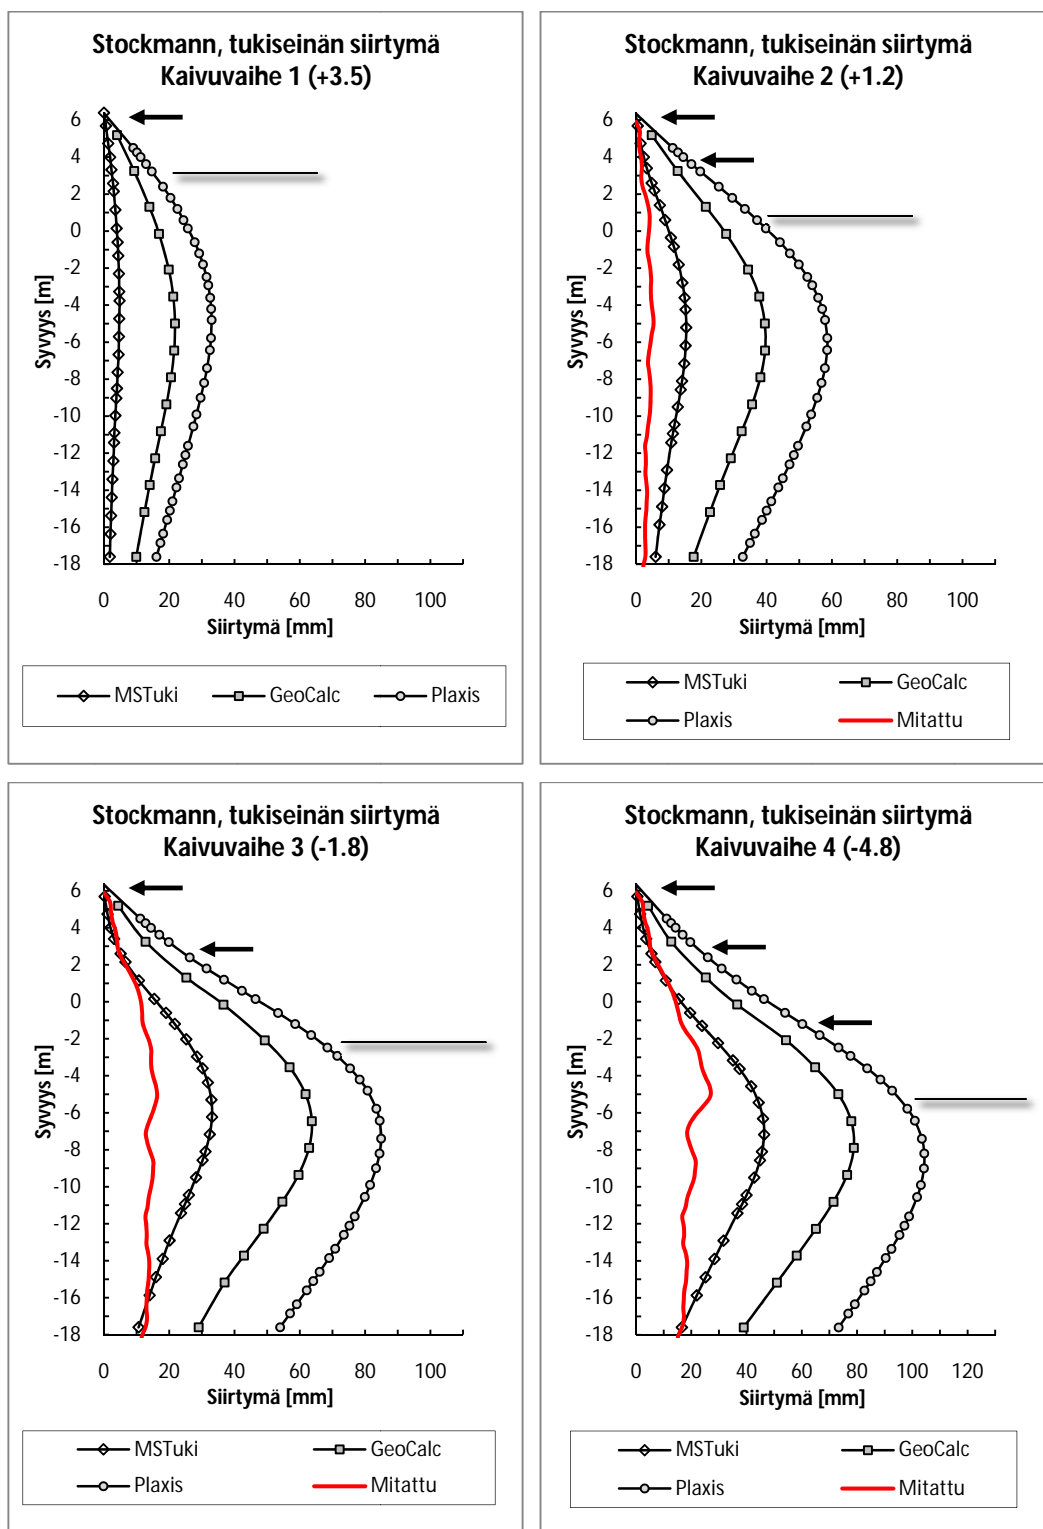 Stockmann, tukiseinän siirtymä
Kaivuvaihe 1 (+3.5)
6
4
2
0
-2
-4
-6
-8
-10
-12
-14
-16
-18
Syvyys [m]
0 20 40 60 80 100
Siirtymä [mm]
MSTuki GeoCalc Plaxis
Stockmann, tukiseinän siirtymä
Kaivuvaihe 2 (+1.2)
6
4
2
0
-2
-4
-6
-8
-10
-12
-14
-16
-18
Syvyys [m]
0 20 40 60 80 100
Siirtymä [mm]
MSTuki GeoCalc
Plaxis Mitattu
Stockmann, tukiseinän siirtymä
Kaivuvaihe 3 (-1.8)
6
4
2
0
-2
-4
-6
-8
-10
-12
-14
-16
-18
Syvyys [m]
0 20 40 60 80 100
Siirtymä [mm]
MSTuki GeoCalc
Plaxis Mitattu
Stockmann, tukiseinän siirtymä
Kaivuvaihe 4 (-4.8)
6
4
2
0
-2
-4
-6
-8
-10
-12
-14
-16
-18
Syvyys [m]
0 20 40 60 80 100 120
Siirtymä [mm]
MSTuki GeoCalc
Plaxis Mitattu